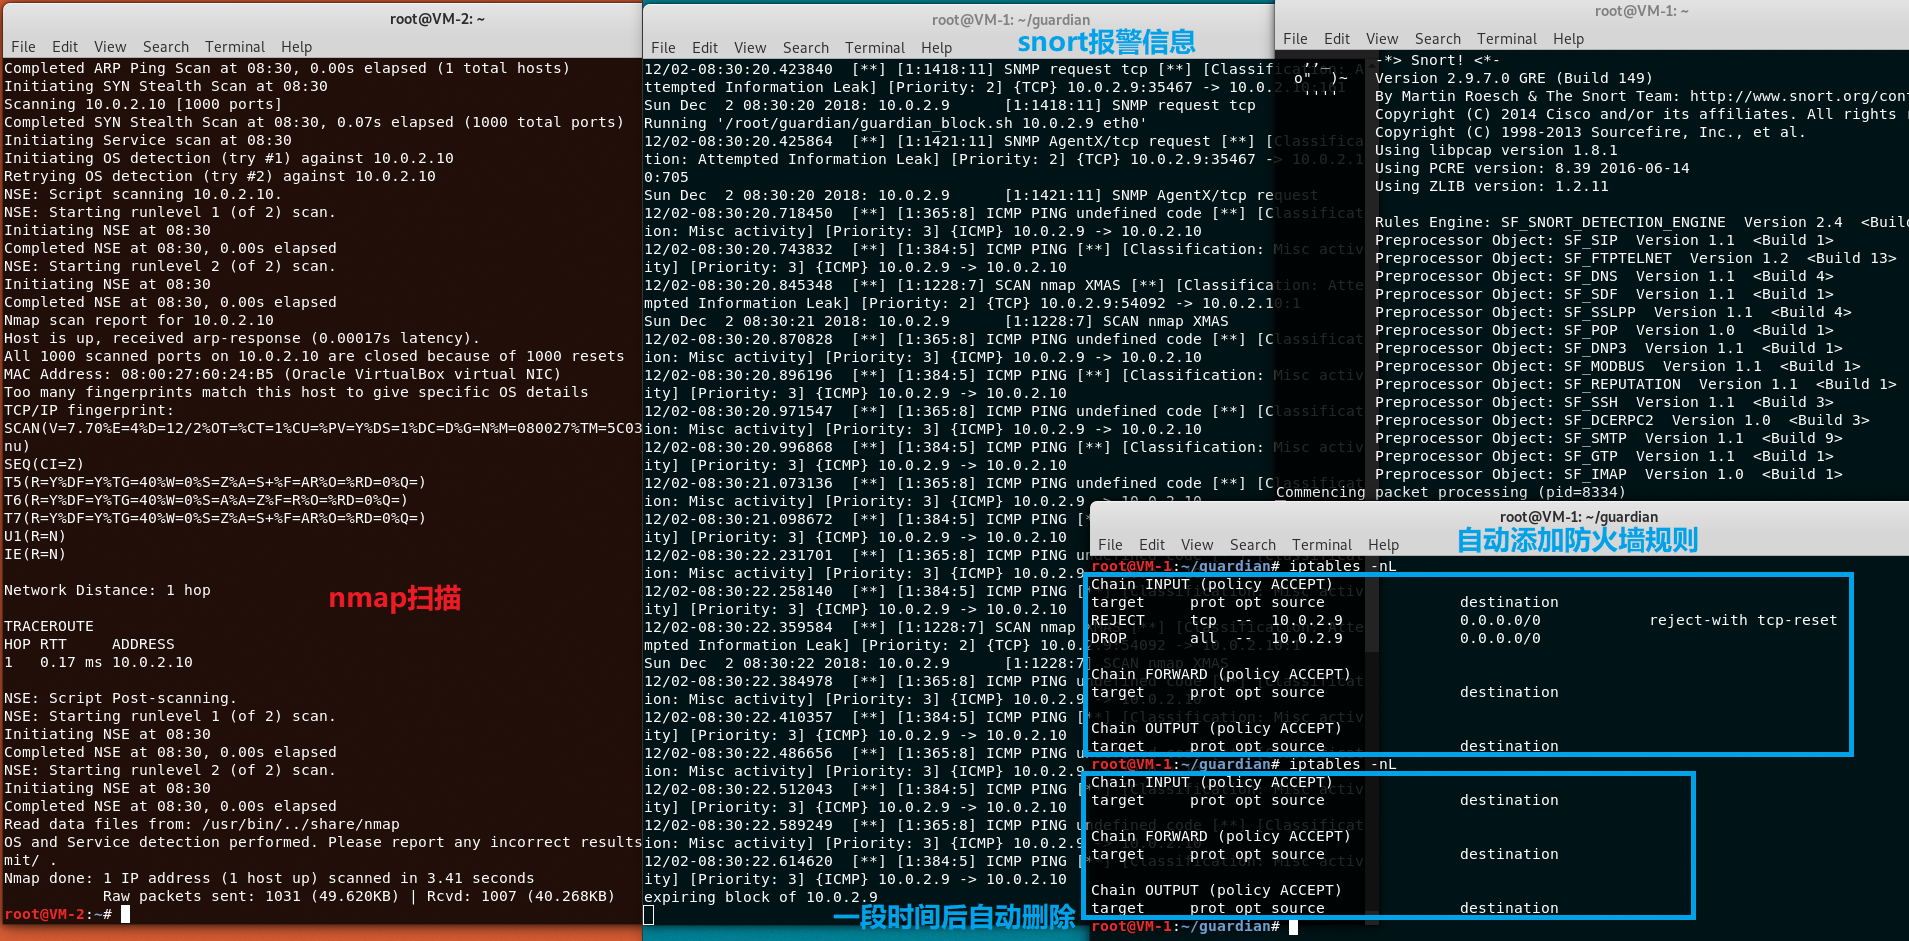 root@VM-2: ~
File Edit View Search Terminal Help
Completed ARP Ping Scan at 08:30, 0.00s elapsed (1 total hosts)
Initiating SYN Stealth Scan at 08:30
Scanning 10.0.2.10 [1000 ports]
Completed SYN Stealth Scan at 08:30, 0.07s elapsed (1000 total ports)
Initiating Service scan at 08:30
Initiating OS detection (try #1) against 10.0.2.10
Retrying OS detection (try #2) against 10.0.2.10
NSE: Script scanning 10.0.2.10.
NSE: Starting runlevel 1 (of 2) scan.
Initiating NSE at 08:30
Completed NSE at 08:30, 0.00s elapsed
NSE: Starting runlevel 2 (of 2) scan.
Initiating NSE at 08:30
Completed NSE at 08:30, 0.00s elapsed
Nmap scan report for 10.0.2.10
Host is up, received arp-response (0.00017s latency).
All 1000 scanned ports on 10.0.2.10 are closed because of 1000 resets
MAC Address: 08:00:27:60:24:B5 (Oracle VirtualBox virtual NIC)
Too many fingerprints match this host to give specific OS details
TCP/IP fingerprint:
SCAN(V=7.70%E=4%D=12/2%OT=%CT=1%CU=%PV=Y%DS=1%DC=D%G=N%M=080027%TM=5C03
nu)
SEQ(CI=Z)
T5(R=Y%DF=Y%TG=40%W=0%S=Z%A=S+%F=AR%O=%RD=0%Q=)
T6(R=Y%DF=Y%TG=40%W=0%S=A%A=Z%F=R%O=%RD=0%Q=)
T7(R=Y%DF=Y%TG=40%W=0%S=Z%A=S+%F=AR%O=%RD=0%Q=)
U1(R=N)
IE(R=N)
Network Distance: 1 hop
nmap扫描
TRACEROUTE
HOP RTT     ADDRESS
1   0.17 ms 10.0.2.10
NSE: Script Post-scanning.
NSE: Starting runlevel 1 (of 2) scan.
Initiating NSE at 08:30
Completed NSE at 08:30, 0.00s elapsed
NSE: Starting runlevel 2 (of 2) scan.
Initiating NSE at 08:30
Completed NSE at 08:30, 0.00s elapsed
Read data files from: /usr/bin/../share/nmap
OS and Service detection performed. Please report any incorrect results
mit/ .
Nmap done: 1 IP address (1 host up) scanned in 3.41 seconds
Raw packets sent: 1031 (49.620KB) | Rcvd: 1007 (40.268KB)
root@VM-2:~#
root@VM-1: ~/guardian
File Edit View Search Terminal Help
snort报警信息
12/02-08:30:20.423840  [**] [1:1418:11] SNMP request tcp [**] [Classification: A
ttempted Information Leak] [Priority: 2] {TCP} 10.0.2.9:35467 -> 10.0.2.10:161
Sun Dec  2 08:30:20 2018: 10.0.2.9      [1:1418:11] SNMP request tcp
Running '/root/guardian/guardian_block.sh 10.0.2.9 eth0'
12/02-08:30:20.425864  [**] [1:1421:11] SNMP AgentX/tcp request [**] [Classifica
tion: Attempted Information Leak] [Priority: 2] {TCP} 10.0.2.9:35467 -> 10.0.2.1
0:705
Sun Dec  2 08:30:20 2018: 10.0.2.9      [1:1421:11] SNMP AgentX/tcp request
12/02-08:30:20.718450  [**] [1:365:8] ICMP PING undefined code [**] [Classificat
ion: Misc activity] [Priority: 3] {ICMP} 10.0.2.9 -> 10.0.2.10
12/02-08:30:20.743832  [**] [1:384:5] ICMP PING [**] [Classification: Misc activ
ity] [Priority: 3] {ICMP} 10.0.2.9 -> 10.0.2.10
12/02-08:30:20.845348  [**] [1:1228:7] SCAN nmap XMAS [**] [Classification: Atte
mpted Information Leak] [Priority: 2] {TCP} 10.0.2.9:54092 -> 10.0.2.10:1
Sun Dec  2 08:30:21 2018: 10.0.2.9      [1:1228:7] SCAN nmap XMAS
12/02-08:30:20.870828  [**] [1:365:8] ICMP PING undefined code [**] [Classificat
ion: Misc activity] [Priority: 3] {ICMP} 10.0.2.9 -> 10.0.2.10
12/02-08:30:20.896196  [**] [1:384:5] ICMP PING [**] [Classification: Misc activ
ity] [Priority: 3] {ICMP} 10.0.2.9 -> 10.0.2.10
12/02-08:30:20.971547  [**] [1:365:8] ICMP PING undefined code [**] [Classificat
ion: Misc activity] [Priority: 3] {ICMP} 10.0.2.9 -> 10.0.2.10
12/02-08:30:20.996868  [**] [1:384:5] ICMP PING [**] [Classification: Misc activ
ity] [Priority: 3] {ICMP} 10.0.2.9 -> 10.0.2.10
12/02-08:30:21.073136  [**] [1:365:8] ICMP PING undefined code [**] [Classificat
ion: Misc activity] [Priority: 3] {ICMP} 10.0.2.9 -> 10.0.2.10
12/02-08:30:21.098672  [**] [1:384:5] ICMP PING [*
ity] [Priority: 3] {ICMP} 10.0.2.9 -> 10.0.2.10
12/02-08:30:22.231701  [**] [1:365:8] ICMP PING undefined code [**] [Classificat
ion: Misc activity] [Priority: 3] {ICMP} 10.0.2.9
12/02-08:30:22.258140  [**] [1:384:5] ICMP PING [**] [Classification: Misc activ
ity] [Priority: 3] {ICMP} 10.0.2.9 -> 10.0.2.10
12/02-08:30:22.359584  [**] [1:1228:7] SCAN nmap XMAS [**] [Classification: Atte
mpted Information Leak] [Priority: 2] {TCP} 10.0.2.9:54092 -> 10.0.2.10:1
Sun Dec  2 08:30:22 2018: 10.0.2.9      [1:1228:7] SCAN nmap XMAS
12/02-08:30:22.384978  [**] [1:365:8] ICMP PING undefined code [**] [Classificat
ion: Misc activity] [Priority: 3] {ICMP} 10.0.2.9 -> 10.0.2.10
12/02-08:30:22.410357  [**] [1:384:5] ICMP PING [**] [Classification: Misc activ
ity] [Priority: 3] {ICMP} 10.0.2.9 -> 10.0.2.10
12/02-08:30:22.486656  [**] [1:365:8] ICMP PING undefined code [**] [Classificat
ion: Misc activity] [Priority: 3] {ICMP} 10.0.2.9
12/02-08:30:22.512043  [**] [1:384:5] ICMP PING [**] [Classification: Misc activ
ity] [Priority: 3] {ICMP} 10.0.2.9 -> 10.0.2.10
12/02-08:30:22.589249  [**] [1:365:8] ICMP PING undefined code [**] [Classificat
ion: Misc activity] [Priority: 3] {ICMP} 10.0.2.9 -> 10.0.2.10
12/02-08:30:22.614620  [**] [1:384:5] ICMP PING [**] [Classification: Misc activ
ity] [Priority: 3] {ICMP} 10.0.2.9 -> 10.0.2.10
expiring block of 10.0.2.9
一段时间后自动删除
root@VM-1: ~
File Edit View Search Terminal Help
,,_     -*> Snort! <*-
o"  )~   Version 2.9.7.0 GRE (Build 149)
''''    By Martin Roesch & The Snort Team: http://www.snort.org/con
Copyright (C) 2014 Cisco and/or its affiliates. All rights r
Copyright (C) 1998-2013 Sourcefire, Inc., et al.
Using libpcap version 1.8.1
Using PCRE version: 8.39 2016-06-14
Using ZLIB version: 1.2.11
Rules Engine: SF_SNORT_DETECTION_ENGINE  Version 2.4  <Build
Preprocessor Object: SF_SIP  Version 1.1  <Build 1>
Preprocessor Object: SF_FTPTELNET  Version 1.2  <Build 13>
Preprocessor Object: SF_DNS  Version 1.1  <Build 4>
Preprocessor Object: SF_SDF  Version 1.1  <Build 1>
Preprocessor Object: SF_SSLPP  Version 1.1  <Build 4>
Preprocessor Object: SF_POP  Version 1.0  <Build 1>
Preprocessor Object: SF_DNP3  Version 1.1  <Build 1>
Preprocessor Object: SF_MODBUS  Version 1.1  <Build 1>
Preprocessor Object: SF_REPUTATION  Version 1.1  <Build 1>
Preprocessor Object: SF_SSH  Version 1.1  <Build 3>
Preprocessor Object: SF_DCERPC2  Version 1.0  <Build 3>
Preprocessor Object: SF_SMTP  Version 1.1  <Build 9>
Preprocessor Object: SF_GTP  Version 1.1  <Build 1>
Preprocessor Object: SF_IMAP  Version 1.0  <Build 1>
Commencing packet processing (pid=8334)
root@VM-1: ~/guardian
File Edit View Search Terminal Help
自动添加防火墙规则
root@VM-1:~/guardian# iptables -nL
Chain INPUT (policy ACCEPT)
target     prot opt source               destination
REJECT     tcp  --  10.0.2.9             0.0.0.0/0            reject-with tcp-reset
DROP       all  --  10.0.2.9             0.0.0.0/0
Chain FORWARD (policy ACCEPT)
target     prot opt source               destination
Chain OUTPUT (policy ACCEPT)
target     prot opt source               destination
root@VM-1:~/guardian# iptables -nL
Chain INPUT (policy ACCEPT)
target     prot opt source               destination
Chain FORWARD (policy ACCEPT)
target     prot opt source               destination
Chain OUTPUT (policy ACCEPT)
target     prot opt source               destination
root@VM-1:~/guardian#